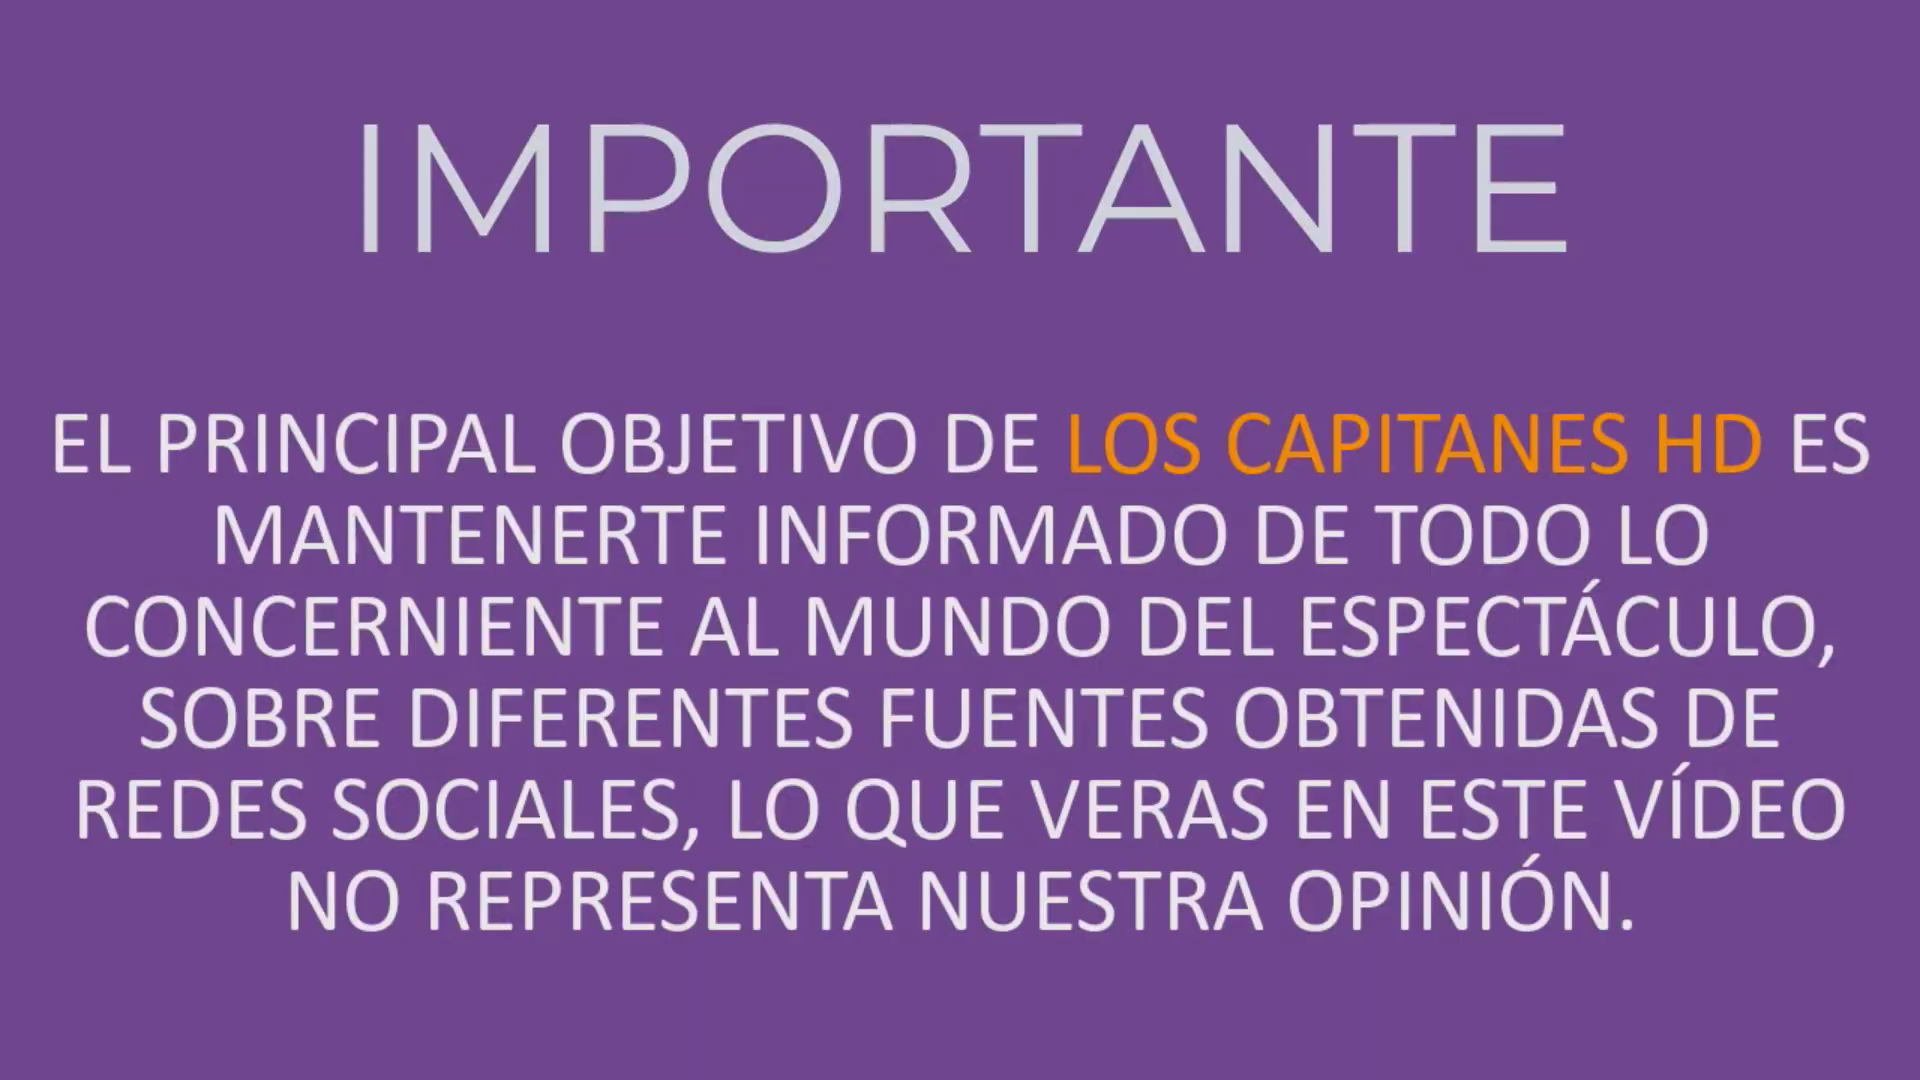 IMPORTANTE
EL PRINCIPAL OBJETIVO DE LOS CAPITANES HD ES
MANTENERTE INFORMADO DE TODO LO
CONCERNIENTE AL MUNDO DEL ESPECTÁCULO,
SOBRE DIFERENTES FUENTES OBTENIDAS DE
REDES SOCIALES, LO QUE VERAS EN ESTE VÍDEO
NO REPRESENTA NUESTRA OPINIÓN.